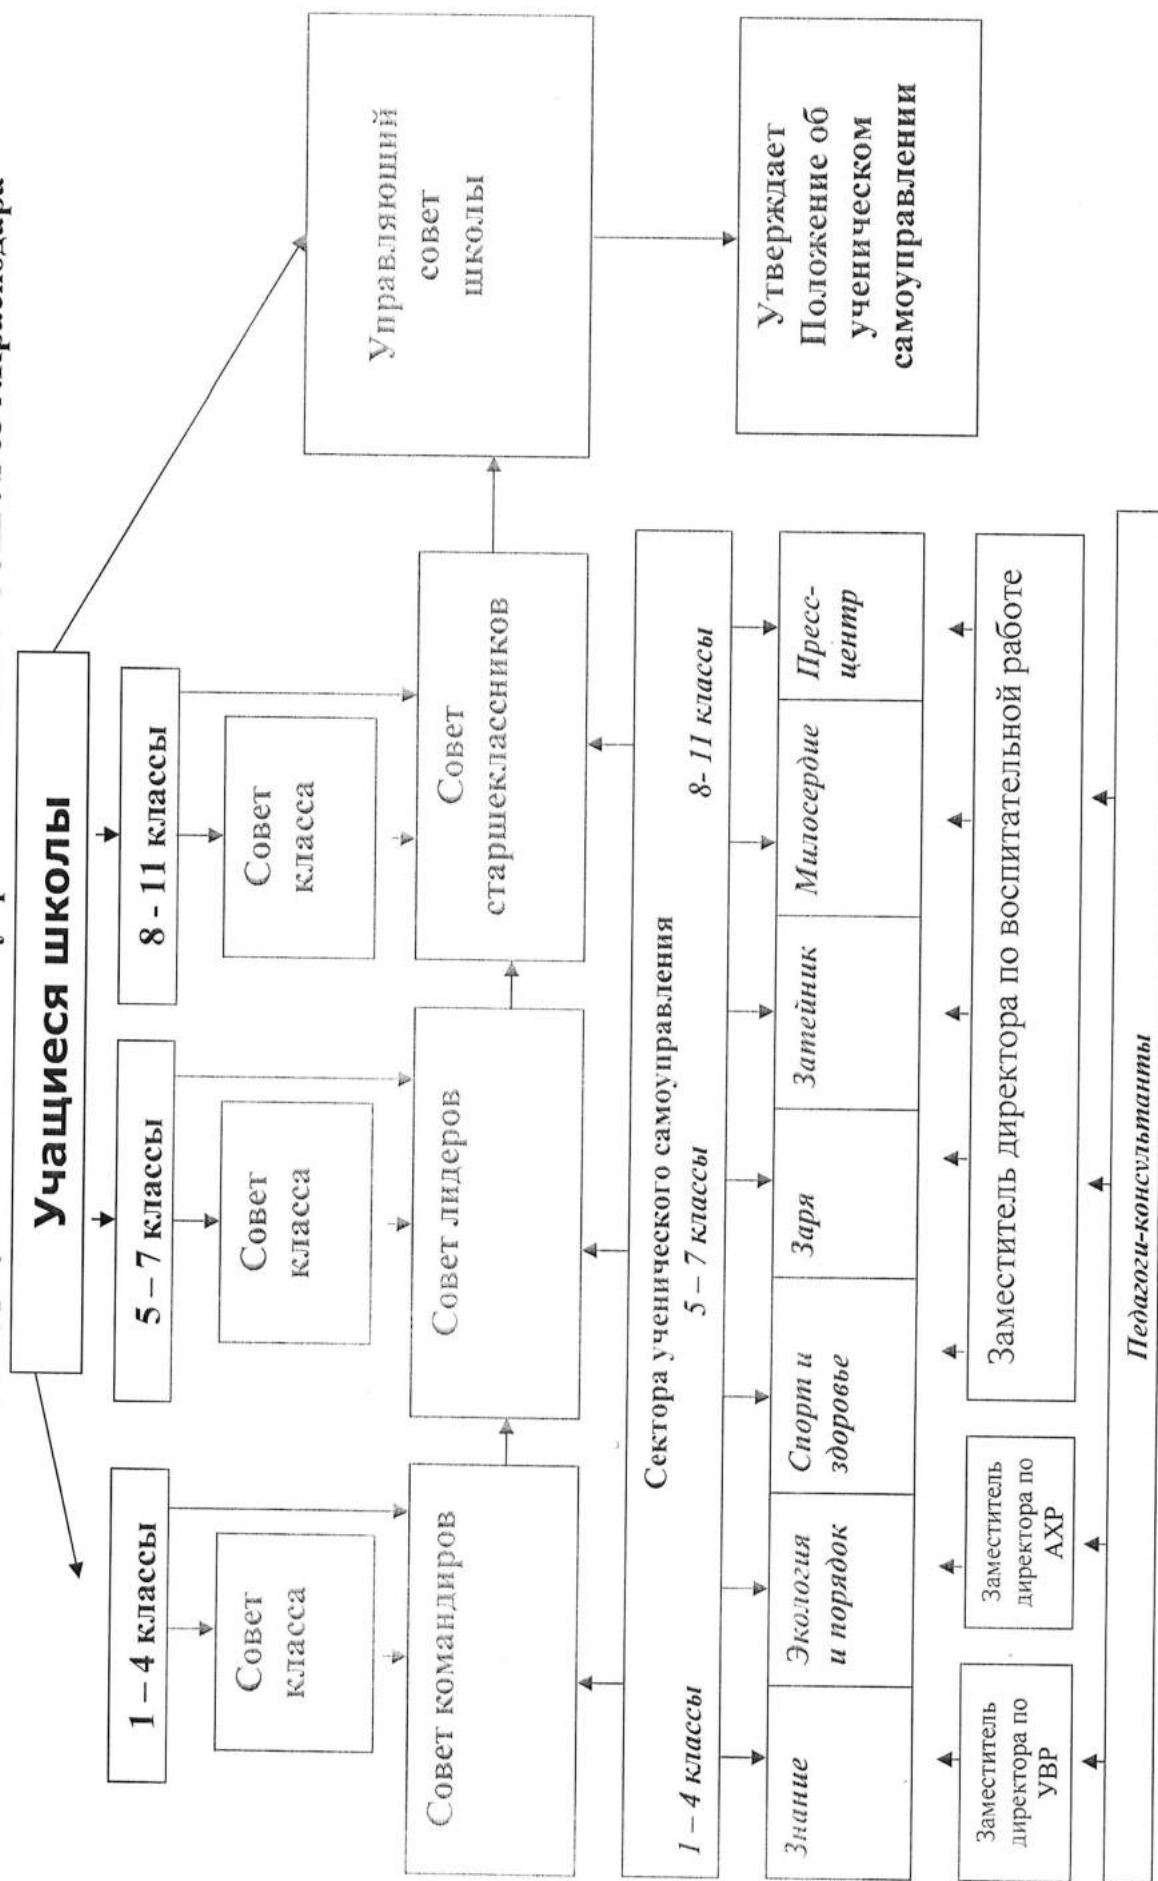 Краснодара
Учащиеся школы
1 – 4 классы
5 – 7 классы
8 - 11 классы
Совет
класса
Совет
класса
Совет
класса
Управляющий
совет
школы
Совет командиров
Совет лидеров
Совет
старшеклассников
Сектора ученического самоуправления
1 – 4 классы
5 – 7 классы
8- 11 классы
Утверждает
Положение об
ученическом
самоуправлении
Знание
Экология
и порядок
Спорт и
здоровье
Заря
Затейник
Милосердие
Пресс-
центр
Заместитель
директора по
УВР
Заместитель
директора по
АХР
Заместитель директора по воспитательной работе
Педагоги-консультанты